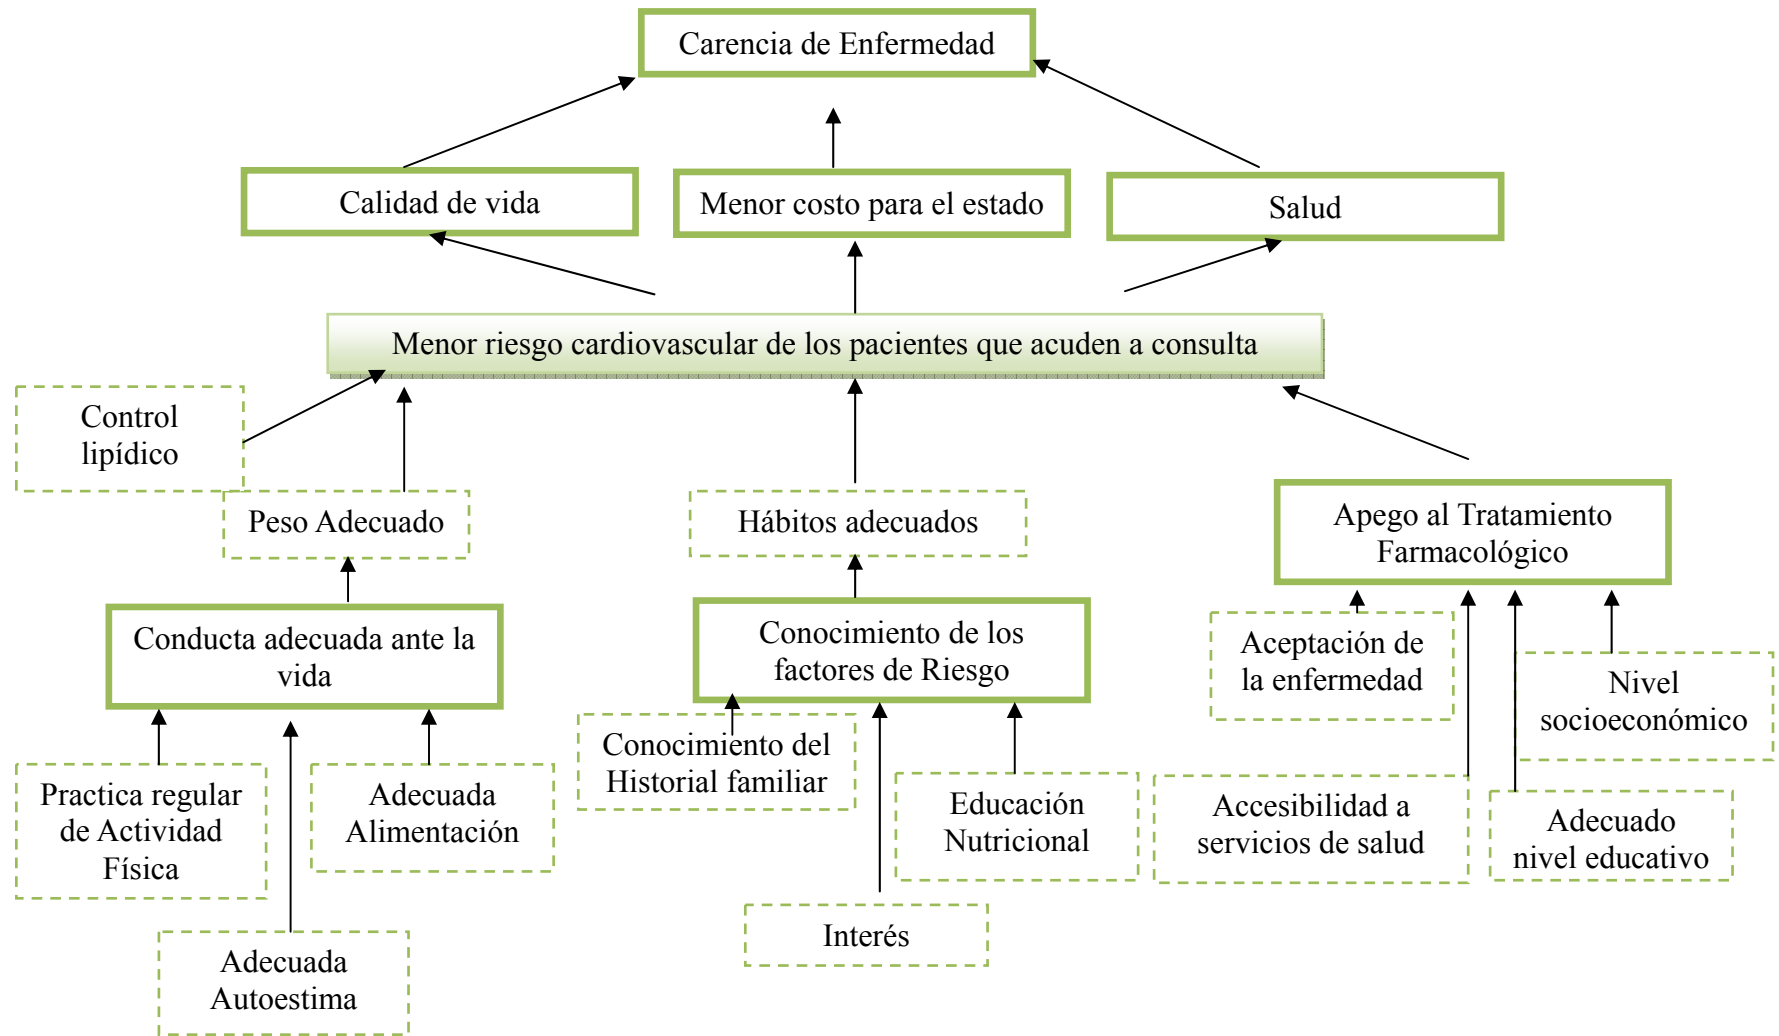 Carencia de Enfermedad
Calidad de vida
Menor costo para el estado
Salud
Menor riesgo cardiovascular de los pacientes que acuden a consulta
Control
lipídico
Peso Adecuado
Hábitos adecuados
Apego al Tratamiento
Farmacológico
Conducta adecuada ante la
vida
Conocimiento de los
factores de Riesgo
Aceptación de
la enfermedad
Nivel
socioeconómico
Practica regular
de Actividad
Física
Adecuada
Alimentación
Conocimiento del
Historial familiar
Educación
Nutricional
Accesibilidad a
servicios de salud
Adecuado
nivel educativo
Interés
Adecuada
Autoestima